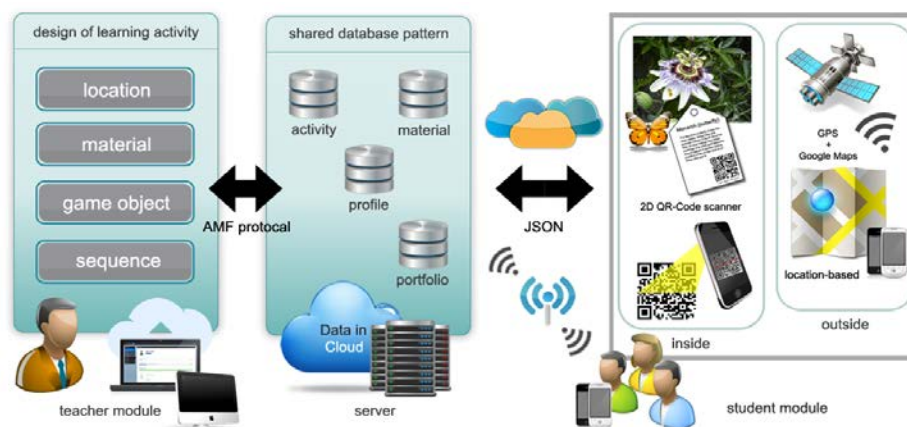 design of learning activity
location
material
game object
sequence
teacher module
AMF protocal
shared database pattern
activity
material
profile
portfolio
Data in
Cloud
server
JSON
2D QR-Code scanner
inside
GPS
+
Google Maps
location-based
outside
student module